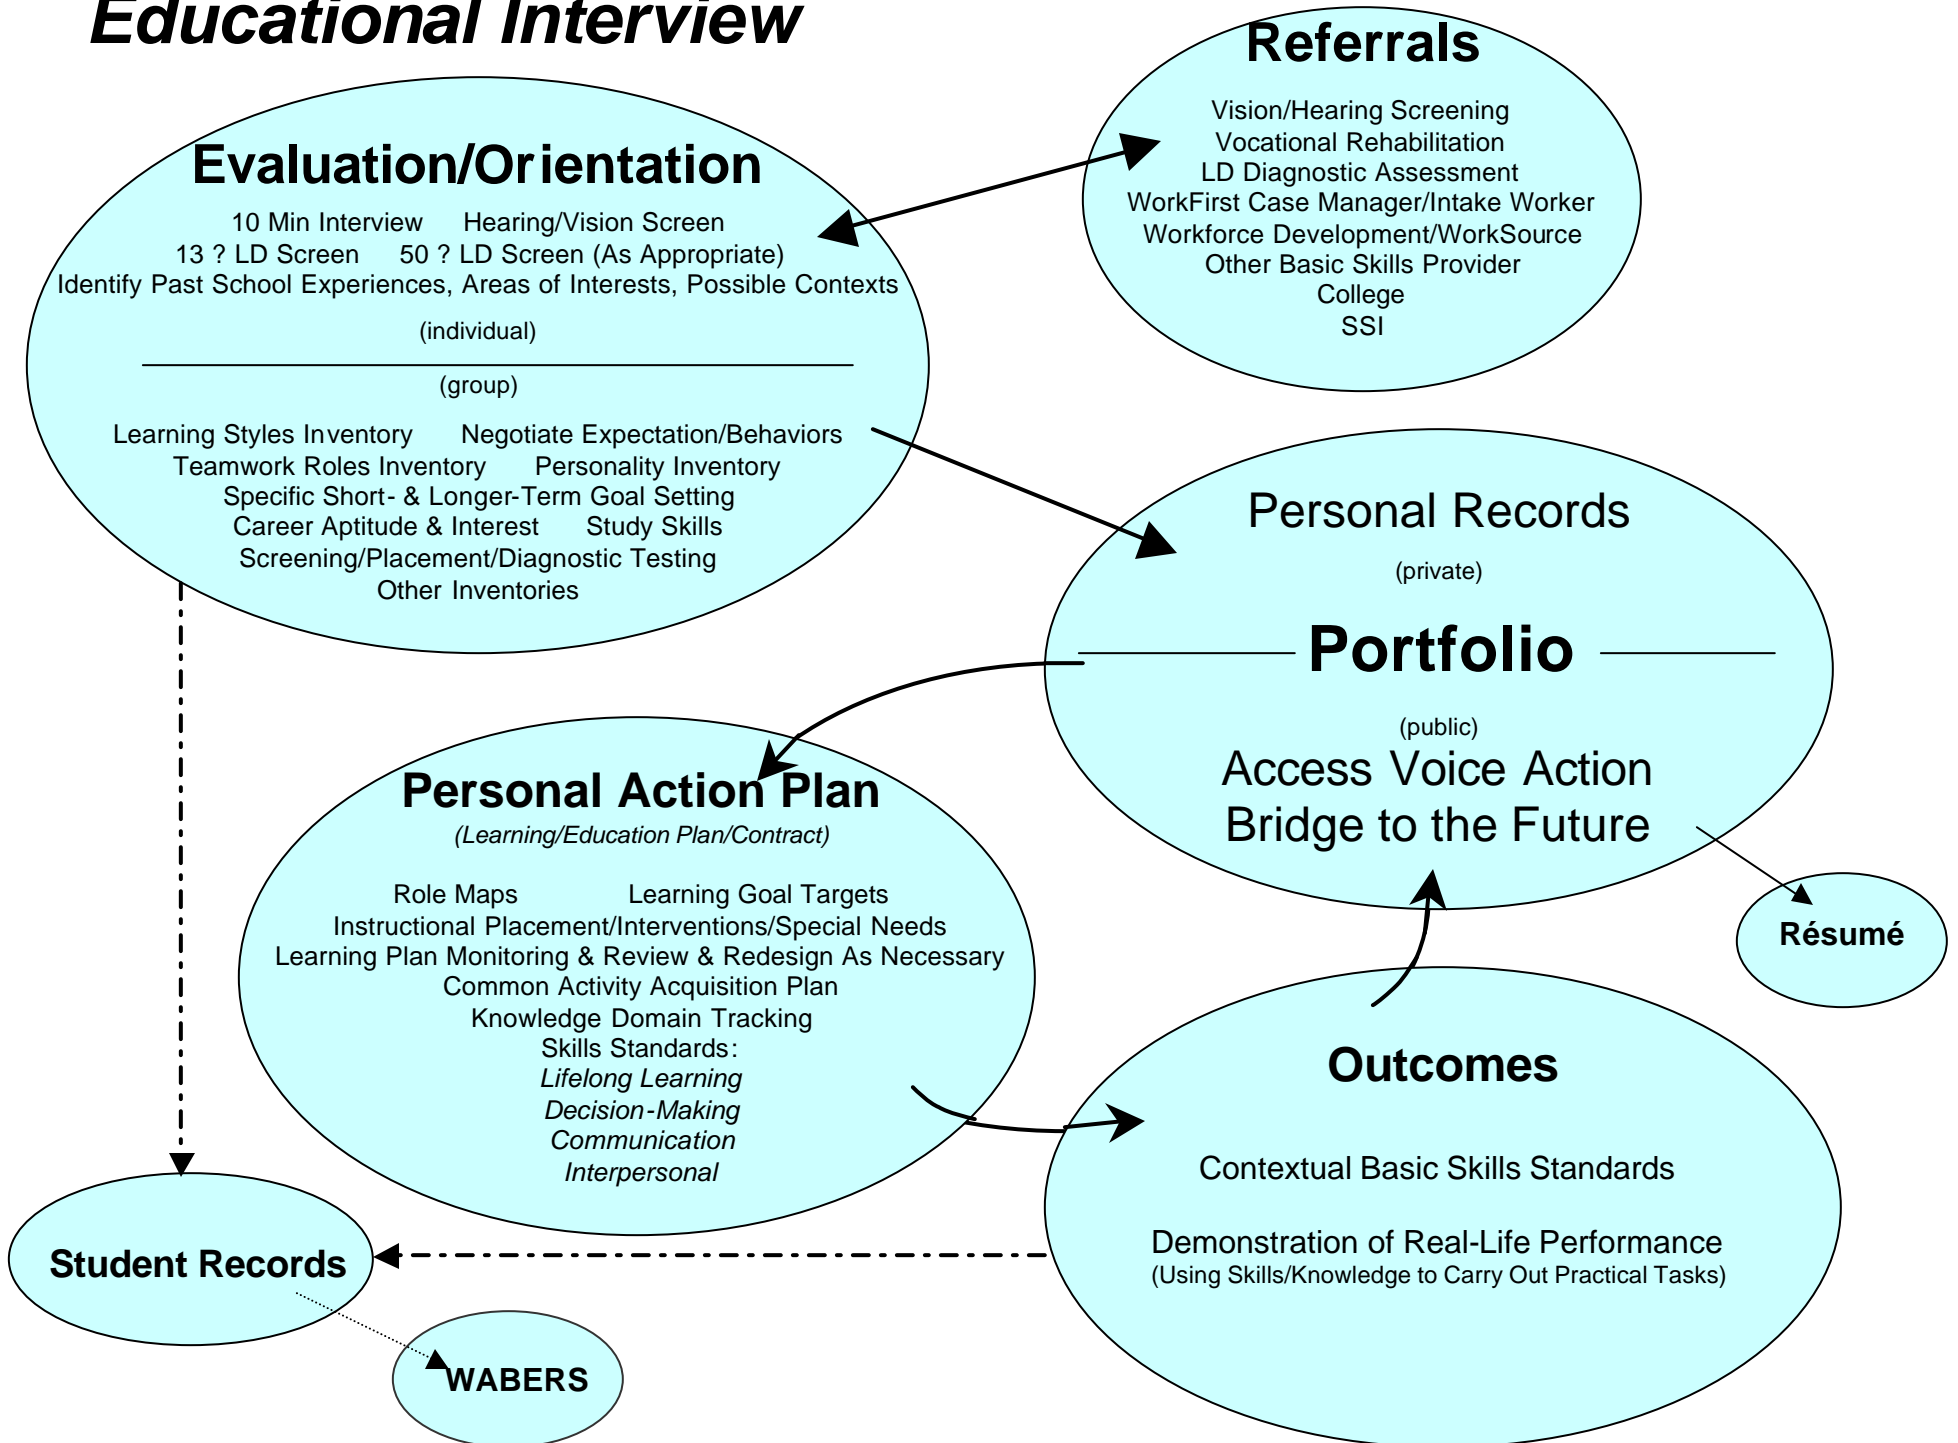 Educational Interview
Evaluation/Orientation
10 Min Interview Hearing/Vision Screen
13 ? LD Screen 50 ? LD Screen (As Appropriate)
Identify Past School Experiences, Areas of Interests, Possible Contexts
(individual)
(group)
Learning Styles Inventory Negotiate Expectation/Behaviors
Teamwork Roles Inventory Personality Inventory
Specific Short- & Longer-Term Goal Setting
Career Aptitude & Interest Study Skills
Screening/Placement/Diagnostic Testing
Other Inventories
Referrals
Vision/Hearing Screening
Vocational Rehabilitation
LD Diagnostic Assessment
WorkFirst Case Manager/Intake Worker
Workforce Development/WorkSource
Other Basic Skills Provider
College
SSI
Personal Records
(private)
Portfolio
(public)
Access Voice Action
Bridge to the Future
Résumé
Personal Action Plan
(Learning/Education Plan/Contract)
Role Maps Learning Goal Targets
Instructional Placement/Interventions/Special Needs
Learning Plan Monitoring & Review & Redesign As Necessary
Common Activity Acquisition Plan
Knowledge Domain Tracking
Skills Standards:
Lifelong Learning
Decision-Making
Communication
Interpersonal
Outcomes
Contextual Basic Skills Standards
Demonstration of Real-Life Performance
(Using Skills/Knowledge to Carry Out Practical Tasks)
Student Records
WABERS